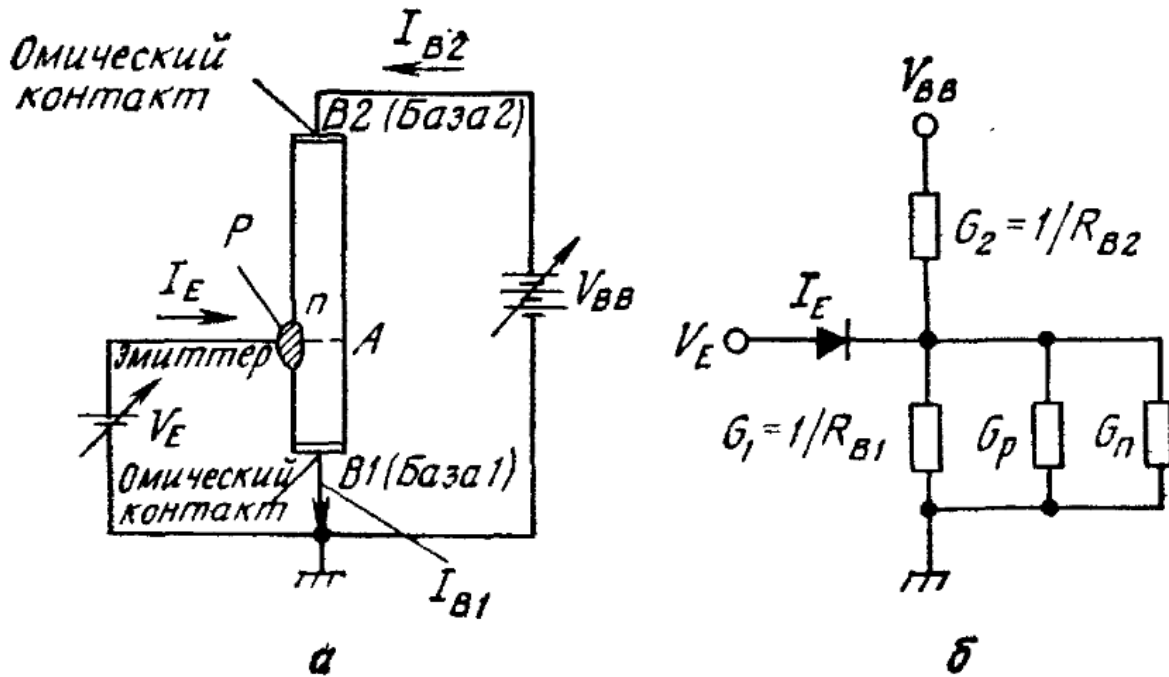 I_B2
Омический
контакт
B2 (База 2)
P
I_E
n
A
Эмиттер
V_E
V_BB
Омический
контакт
B1 (База 1)
I_B1
а
V_BB
G_2 = 1/R_B2
I_E
V_E
G_1 = 1/R_B1
G_p
G_n
б